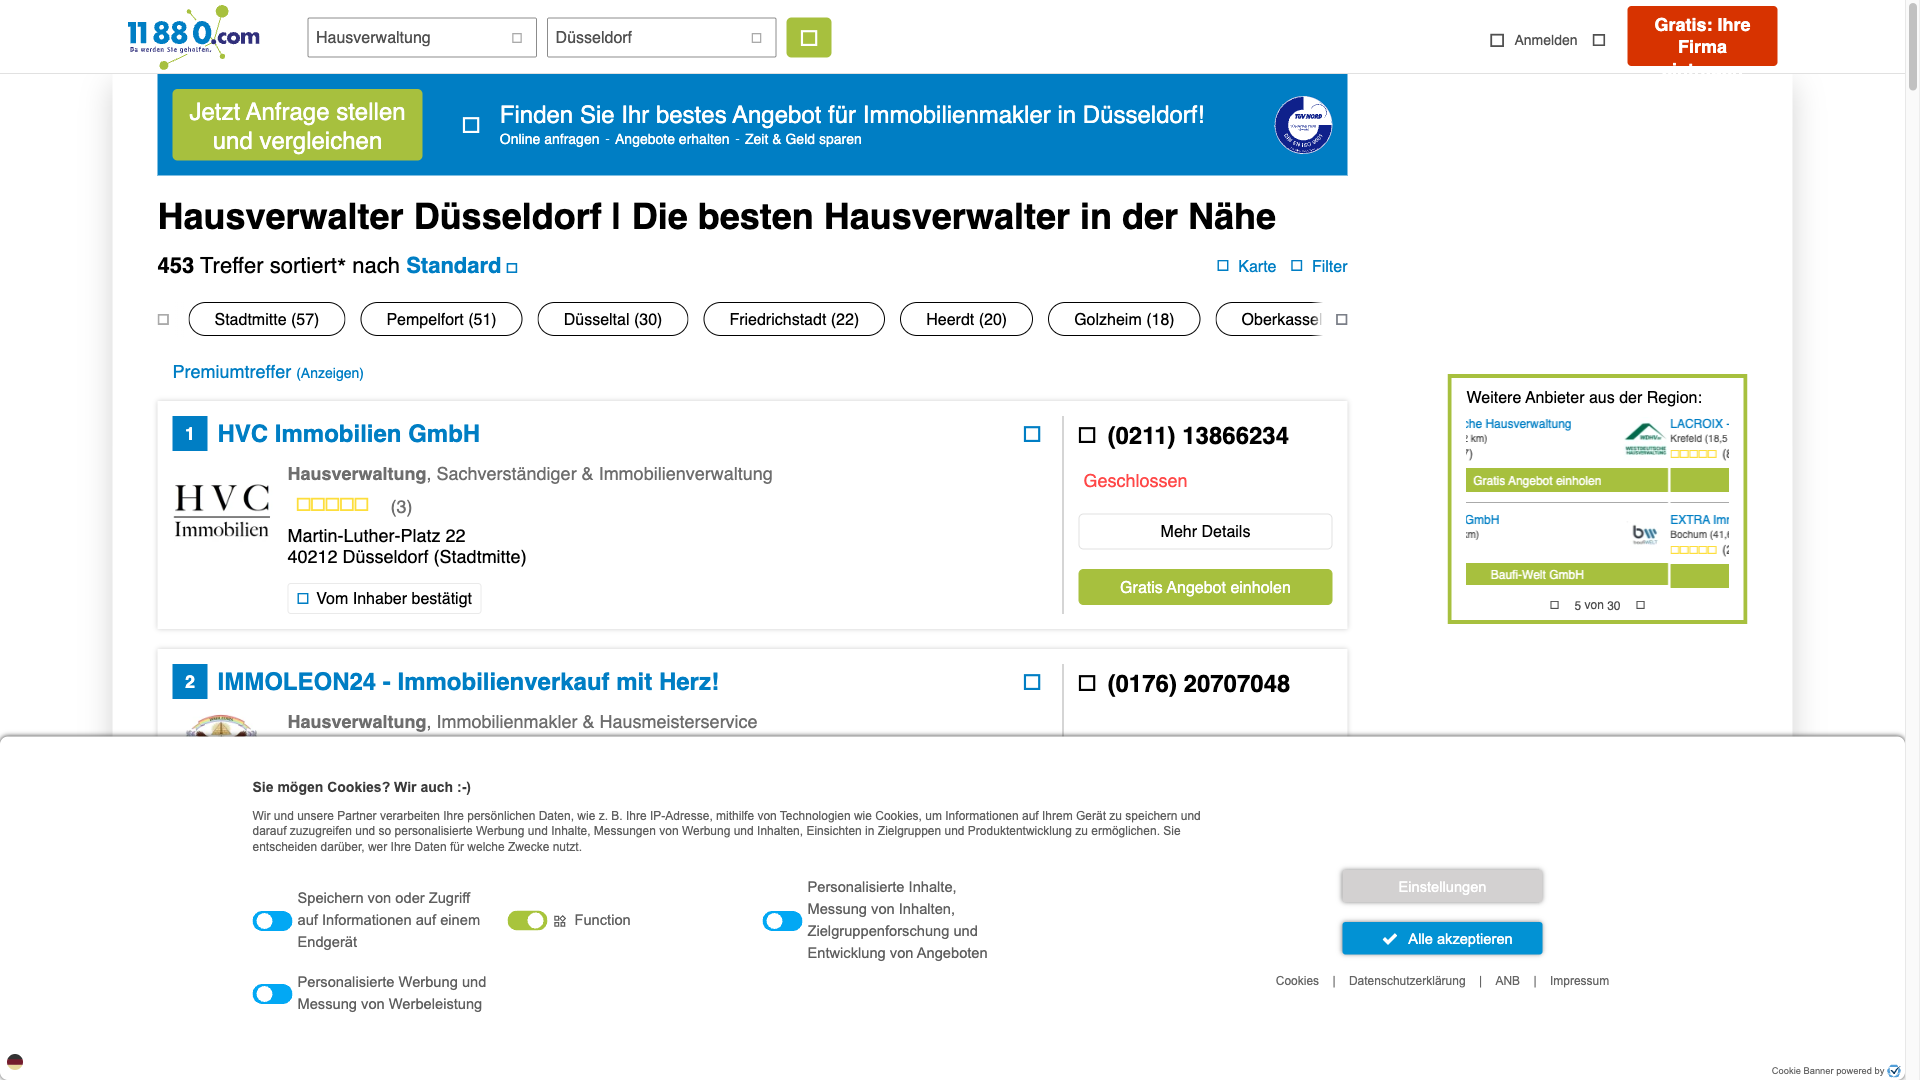 11880.com
Da werden Sie geholfen.
Hausverwaltung
Düsseldorf
Anmelden
Gratis: Ihre
Firma
Jetzt Anfrage stellen
und vergleichen
Finden Sie Ihr bestes Angebot für Immobilienmakler in Düsseldorf!
Online anfragen - Angebote erhalten - Zeit & Geld sparen
TÜV NORD
Hausverwalter Düsseldorf | Die besten Hausverwalter in der Nähe
453 Treffer sortiert* nach Standard
Karte
Filter
Stadtmitte (57)
Pempelfort (51)
Düsseltal (30)
Friedrichstadt (22)
Heerdt (20)
Golzheim (18)
Oberkassel
Premiumtreffer (Anzeigen)
1 HVC Immobilien GmbH
Hausverwaltung, Sachverständiger & Immobilienverwaltung
HVC
Immobilien
(3)
Martin-Luther-Platz 22
40212 Düsseldorf (Stadtmitte)
Vom Inhaber bestätigt
(0211) 13866234
Geschlossen
Mehr Details
Gratis Angebot einholen
Weitere Anbieter aus der Region:
che Hausverwaltung
km)
7)
LACROIX -
Krefeld (18,5
Gratis Angebot einholen
GmbH
km)
EXTRA Imr
Bochum (41,
Baufi-Welt GmbH
5 von 30
2 IMMOLEON24 - Immobilienverkauf mit Herz!
Hausverwaltung, Immobilienmakler & Hausmeisterservice
(0176) 20707048
Sie mögen Cookies? Wir auch :-)
Wir und unsere Partner verarbeiten Ihre persönlichen Daten, wie z. B. Ihre IP-Adresse, mithilfe von Technologien wie Cookies, um Informationen auf Ihrem Gerät zu speichern und
darauf zuzugreifen und so personalisierte Werbung und Inhalte, Messungen von Werbung und Inhalten, Einsichten in Zielgruppen und Produktentwicklung zu ermöglichen. Sie
entscheiden darüber, wer Ihre Daten für welche Zwecke nutzt.
Speichern von oder Zugriff
auf Informationen auf einem
Endgerät
Function
Personalisierte Inhalte,
Messung von Inhalten,
Zielgruppenforschung und
Entwicklung von Angeboten
Personalisierte Werbung und
Messung von Werbeleistung
Einstellungen
Alle akzeptieren
Cookies | Datenschutzerklärung | ANB | Impressum
Cookie Banner powered by